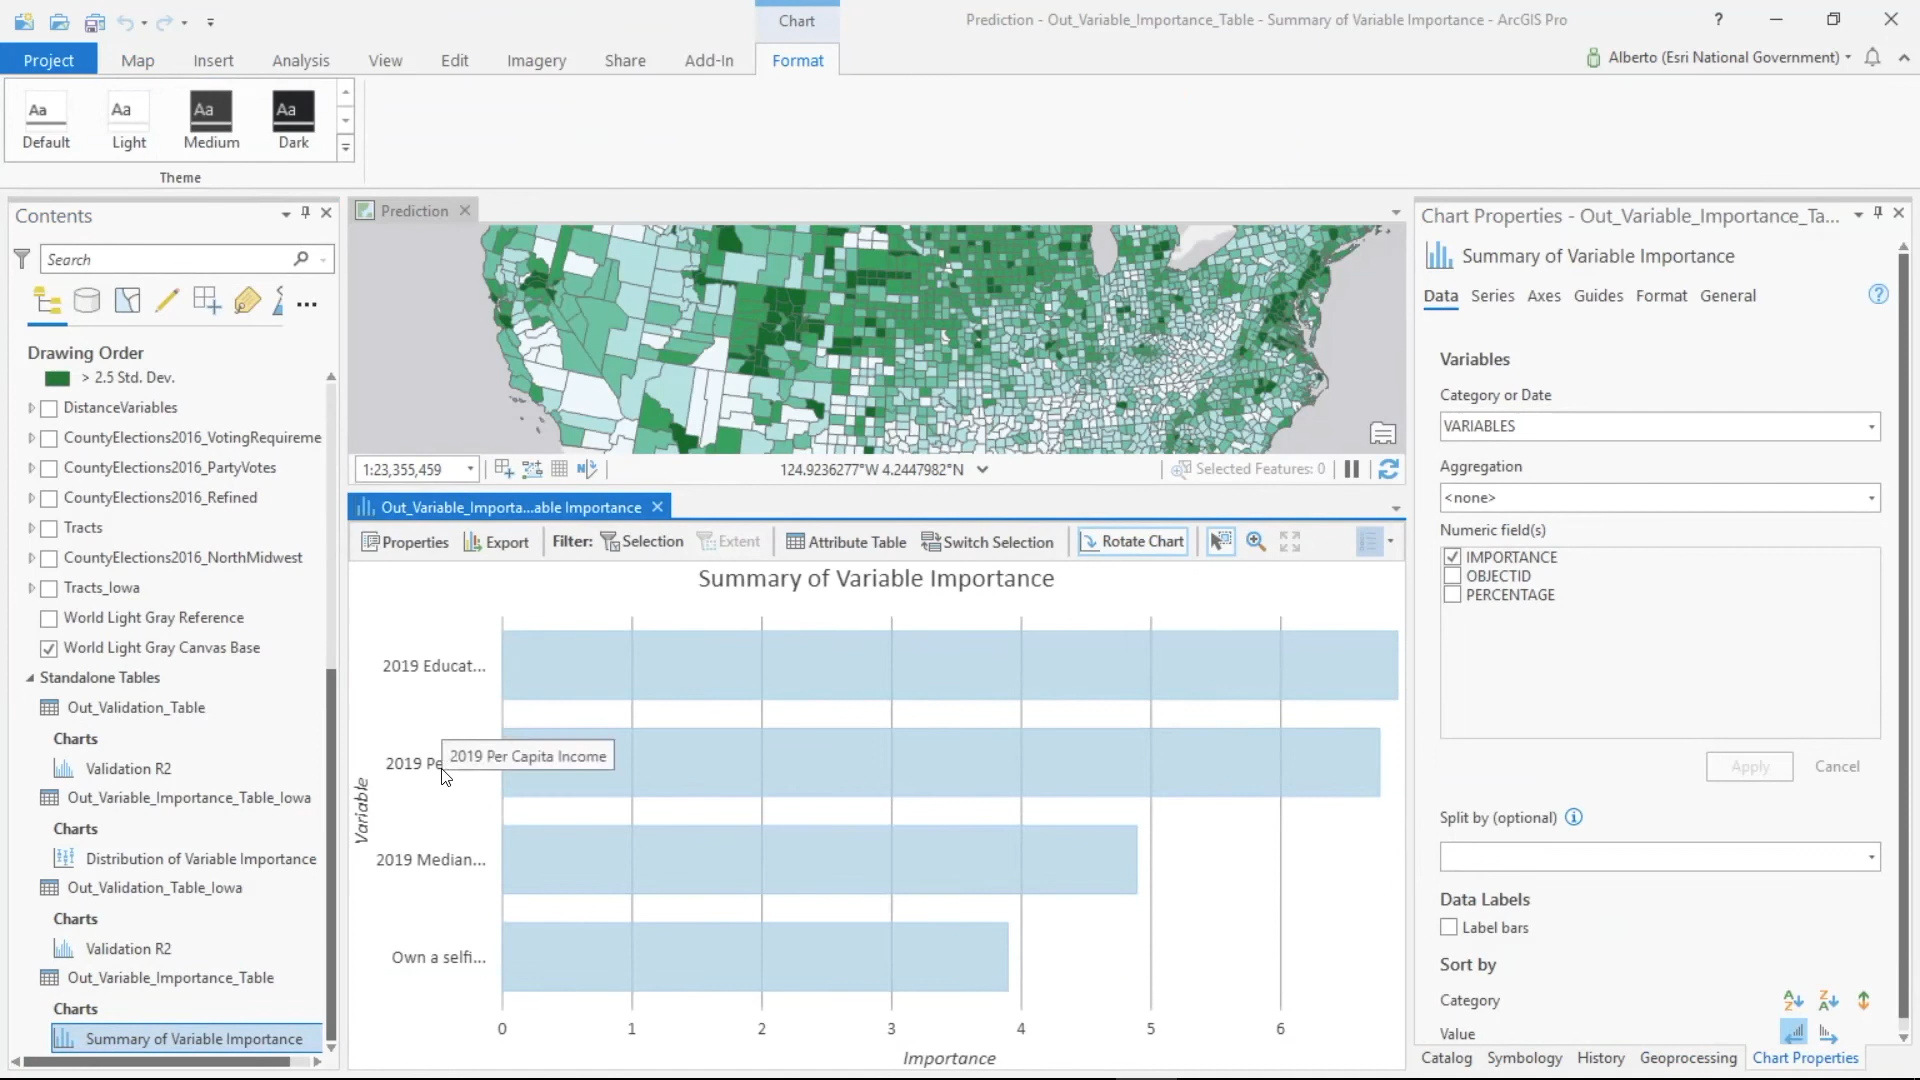 Chart
Prediction - Out_Variable_Importance_Table - Summary of Variable Importance - ArcGIS Pro
?
Project Map Insert Analysis View Edit Imagery Share Add-In Format
Alberto (Esri National Government)
Aa Aa Aa Aa
Default Light Medium Dark
Theme
Contents
Search
Drawing Order
> 2.5 Std. Dev.
DistanceVariables
CountyElections2016_VotingRequireme
CountyElections2016_PartyVotes
CountyElections2016_Refined
Tracts
CountyElections2016_NorthMidwest
Tracts_Iowa
World Light Gray Reference
World Light Gray Canvas Base
Standalone Tables
Out_Validation_Table
Charts
Validation R2
Out_Variable_Importance_Table_Iowa
Charts
Distribution of Variable Importance
Out_Validation_Table_Iowa
Charts
Validation R2
Out_Variable_Importance_Table
Charts
Summary of Variable Importance
Prediction
1:23,355,459
124.9236277°W 4.2447982°N
Selected Features: 0
Out_Variable_Importa...able Importance
Properties Export Filter: Selection Extent Attribute Table Switch Selection Rotate Chart
Summary of Variable Importance
2019 Educat...
2019 Pe
2019 Per Capita Income
2019 Median...
Own a selfi...
Variable
0 1 2 3 4 5 6
Importance
Chart Properties - Out_Variable_Importance_Ta...
Summary of Variable Importance
Data Series Axes Guides Format General
?
Variables
Category or Date
VARIABLES
Aggregation
<none>
Numeric field(s)
IMPORTANCE
OBJECTID
PERCENTAGE
Apply Cancel
Split by (optional)
Data Labels
Label bars
Sort by
Category
Value
Catalog Symbology History Geoprocessing Chart Properties